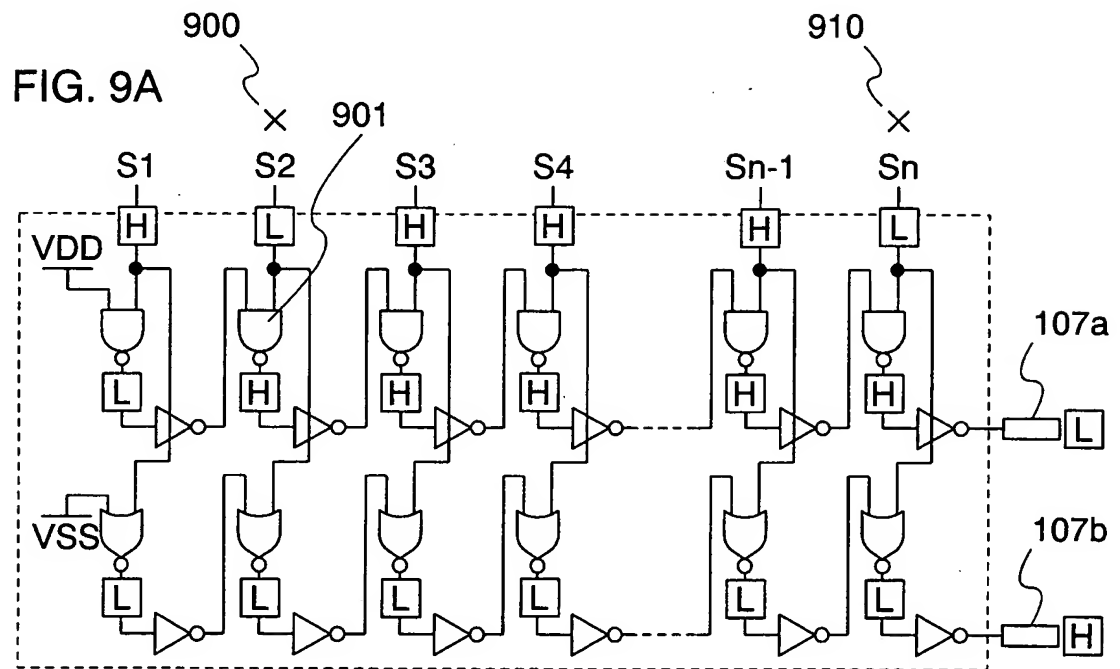 900
910
FIG. 9A
901
S1 S2 S3 S4 Sn-1 Sn
H L H H H L
VDD
107a
L H H H H H
L
VSS
107b
L L L L L L
H